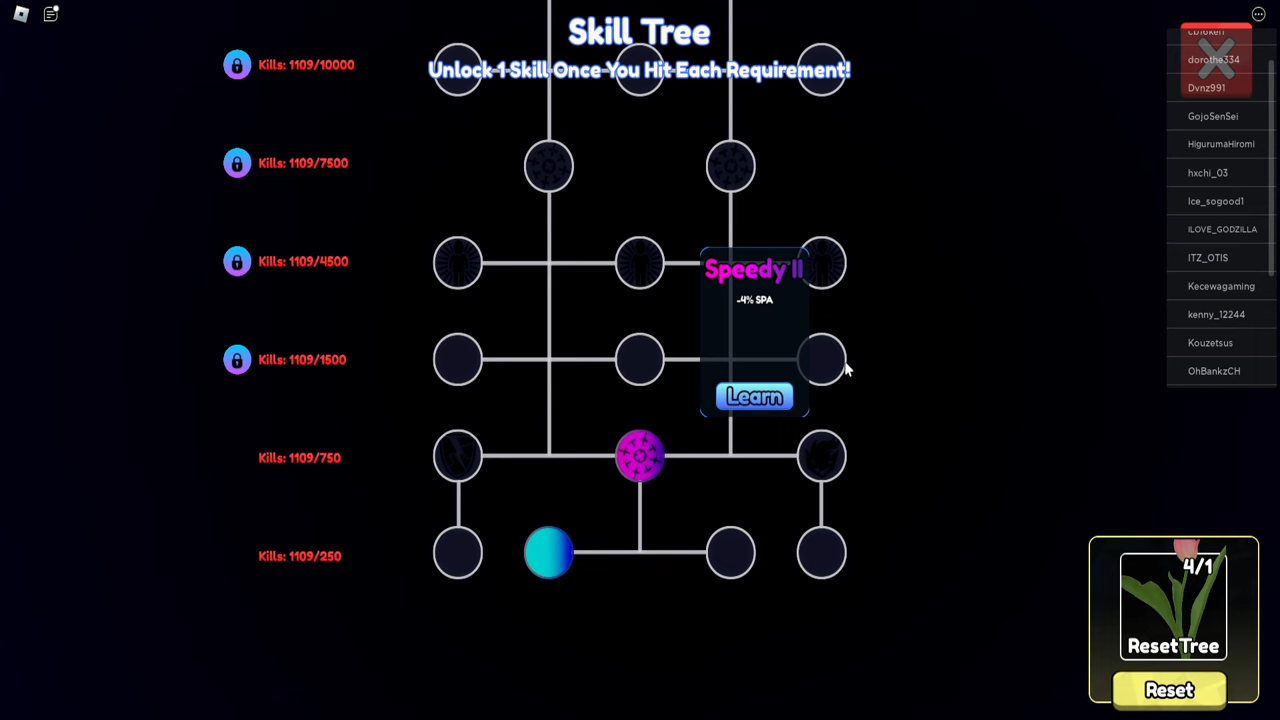 Skill Tree
Unlock 1 Skill Once You Hit Each Requirement!
Kills: 1109/10000
Kills: 1109/7500
Kills: 1109/4500
Kills: 1109/1500
Kills: 1109/750
Kills: 1109/250
Speedy II
-4% SPA
Learn
dorothe334
Dvnz991
GojoSenSei
HigurumaHiromi
hxchi_03
Ice_sogood1
ILOVE_GODZILLA
ITZ_OTIS
Kecewagaming
kenny_12244
Kouzetsus
OhBankzCH
4/1
ResetTree
Reset